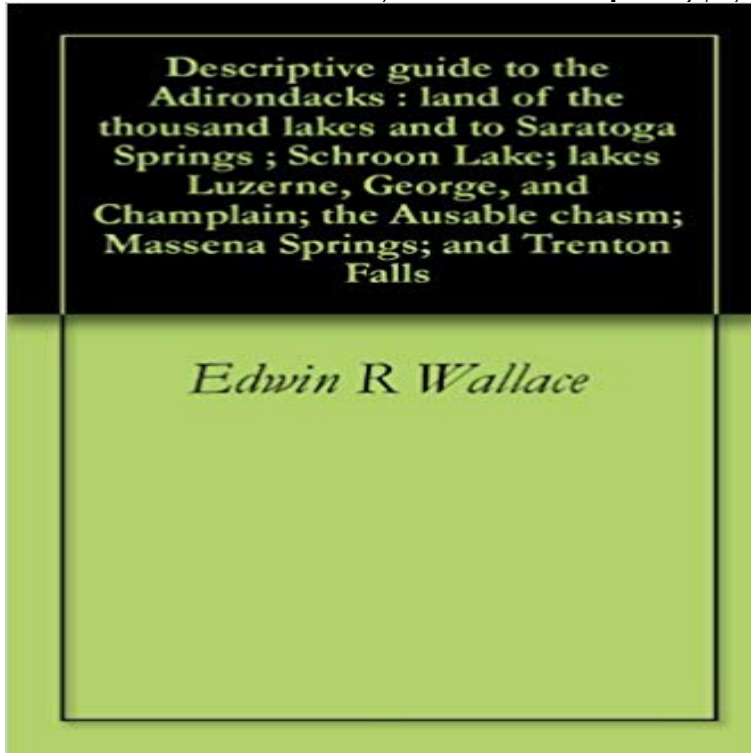 Descriptive guide to the
Adirondacks : land of the
thousand lakes and to Saratoga
Springs ; Schroon Lake; lakes
Luzerne, George, and
Champlain; the Ausable chasm;
Massena Springs; and Trenton
Falls
Edwin R Wallace